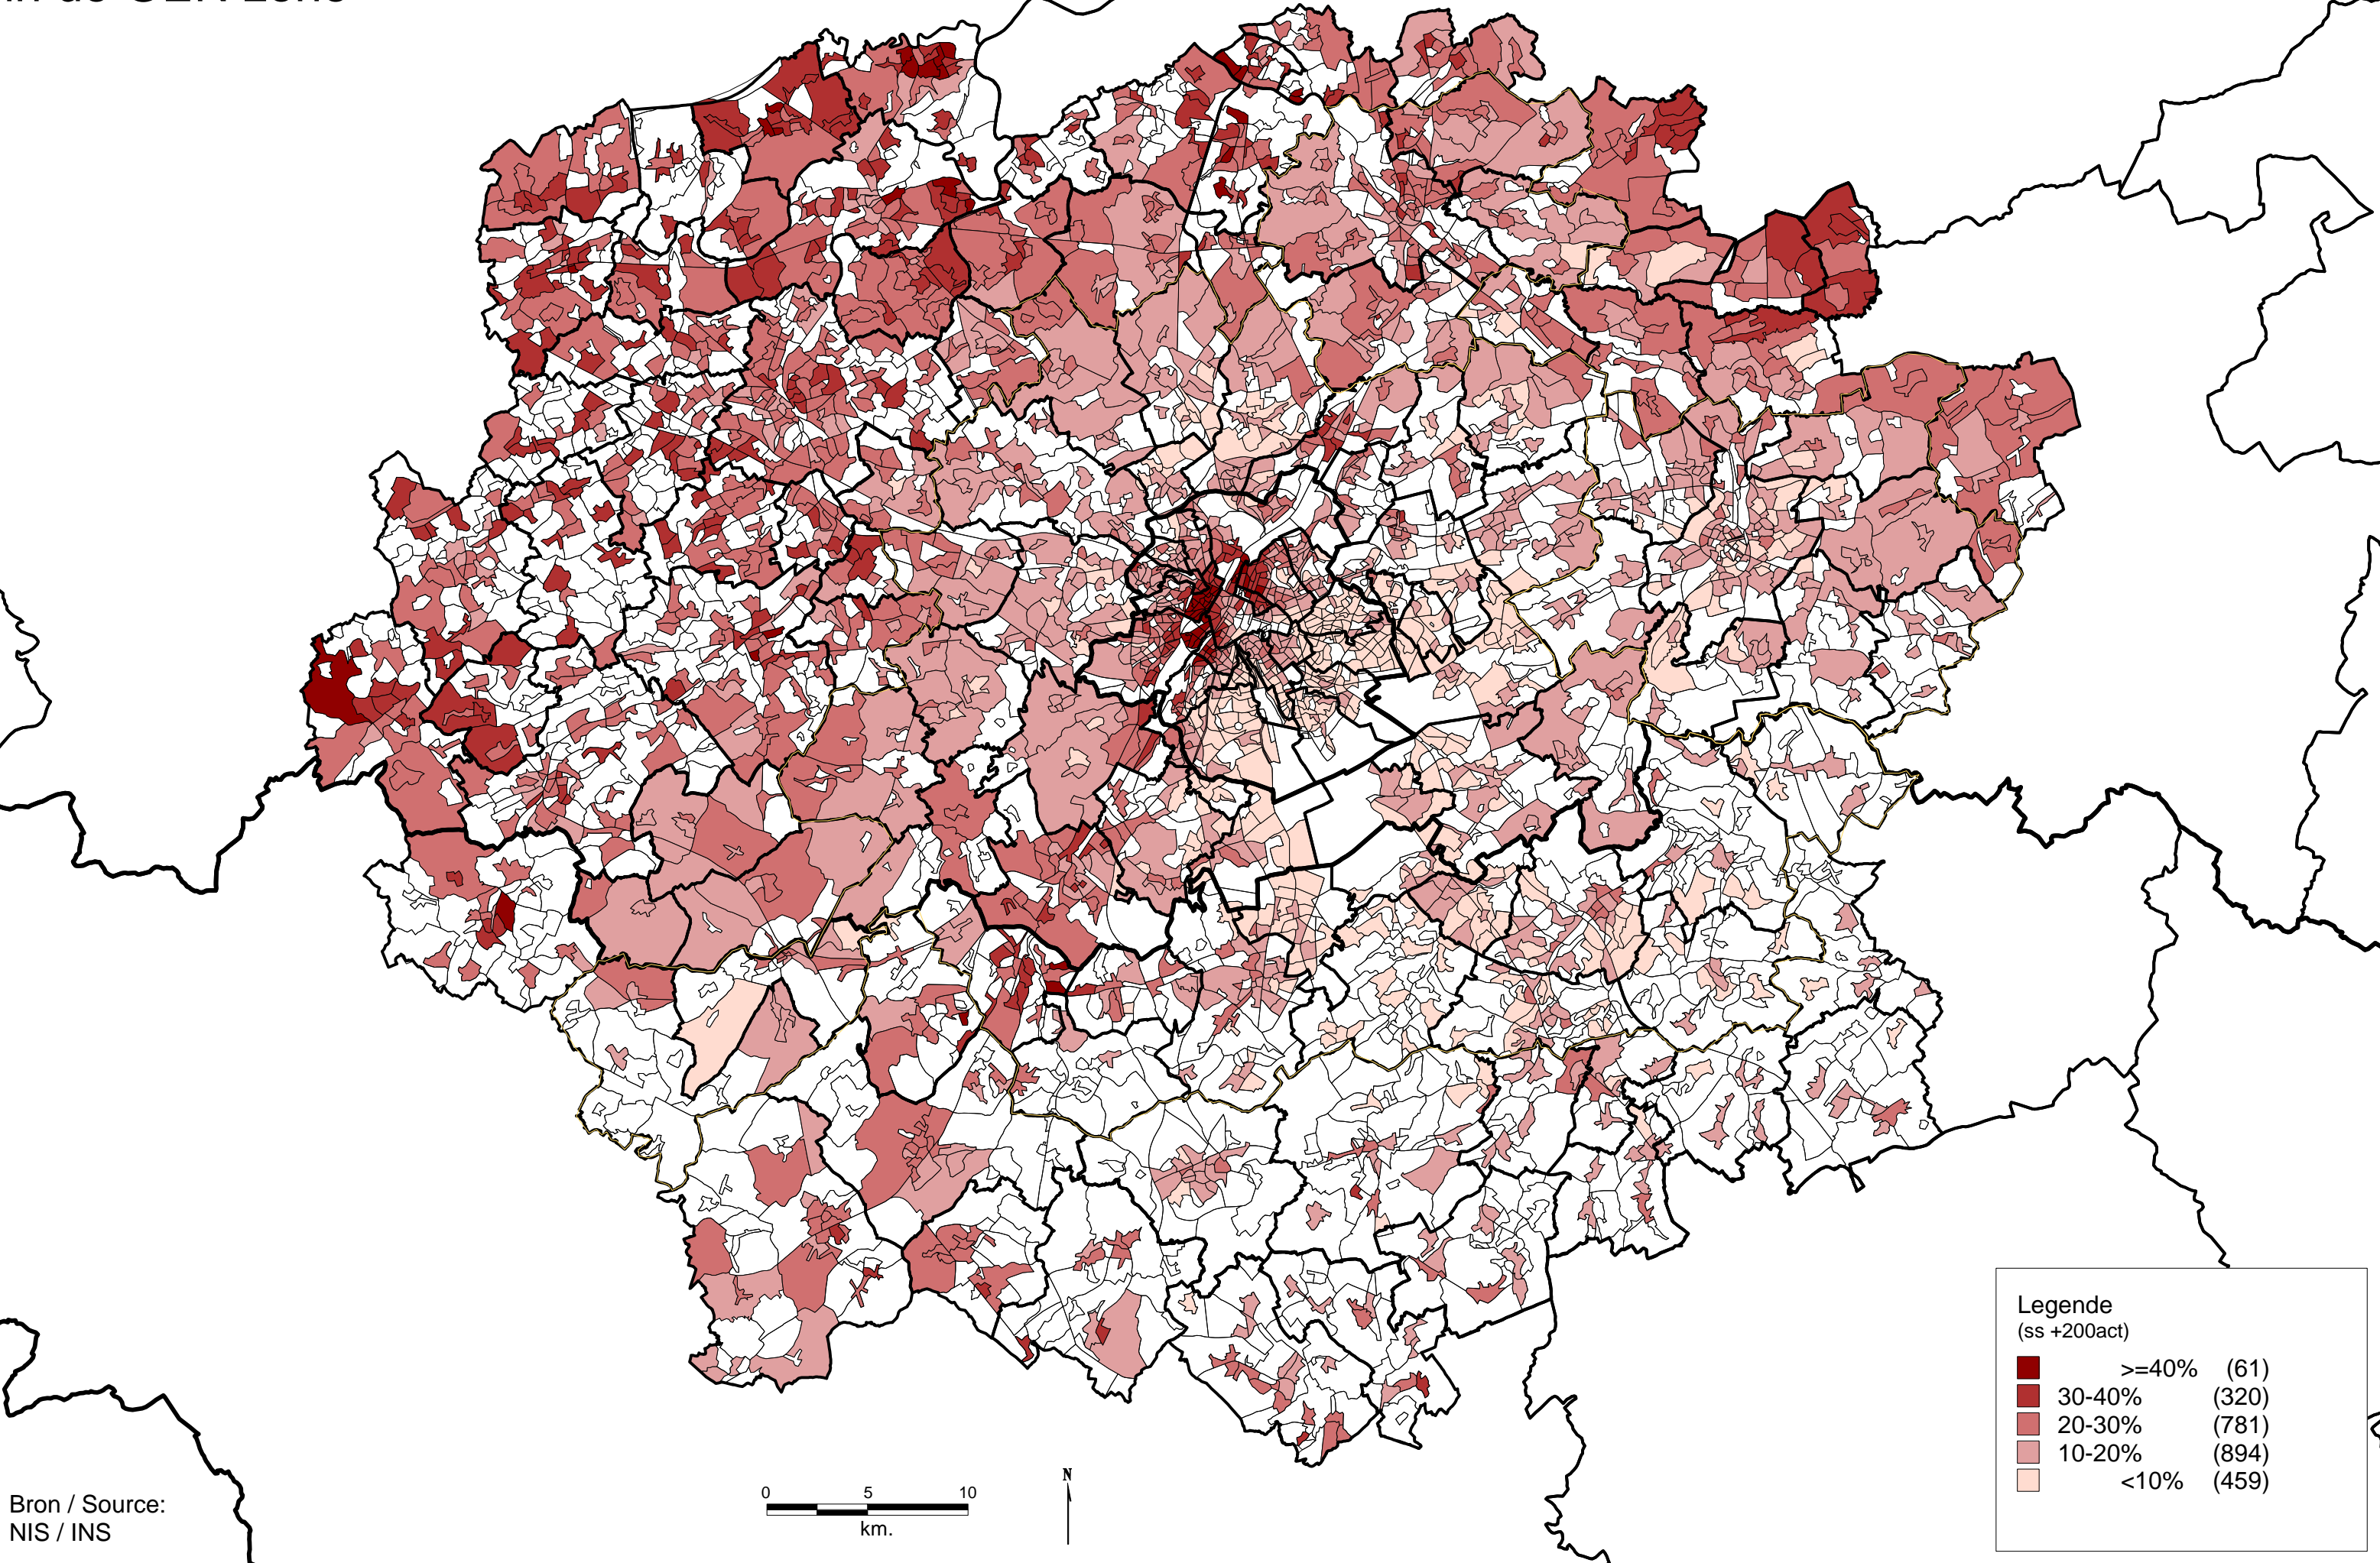 Legende
(ss +200act)
>=40% (61)
30-40% (320)
20-30% (781)
10-20% (894)
<10% (459)
0 5 10
km.
N
Bron / Source:
NIS / INS